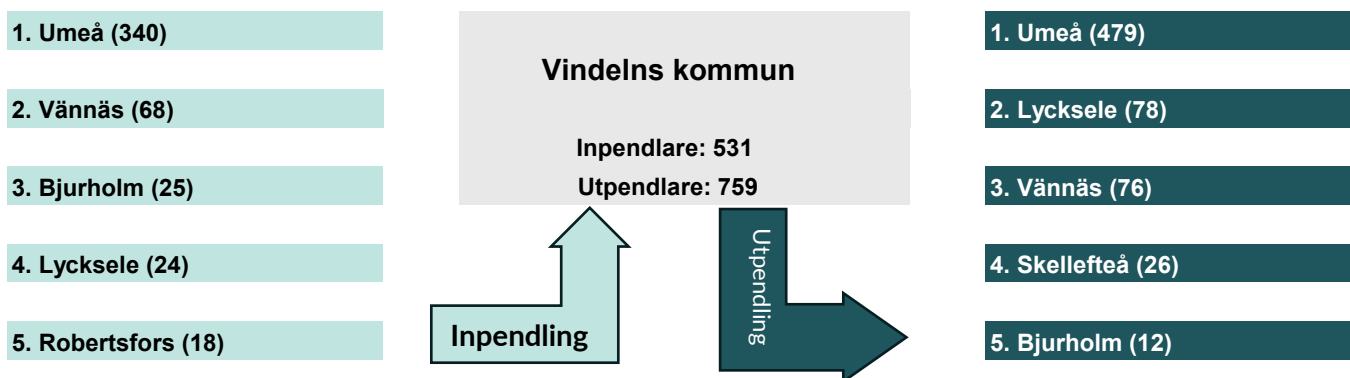 1. Umeå (340)
2. Vännäs (68)
3. Bjurholm (25)
4. Lycksele (24)
5. Robertsfors (18)
Vindelns kommun
Inpendlare: 531
Utpendlare: 759
Inpendling
Utpendling
1. Umeå (479)
2. Lycksele (78)
3. Vännäs (76)
4. Skellefteå (26)
5. Bjurholm (12)